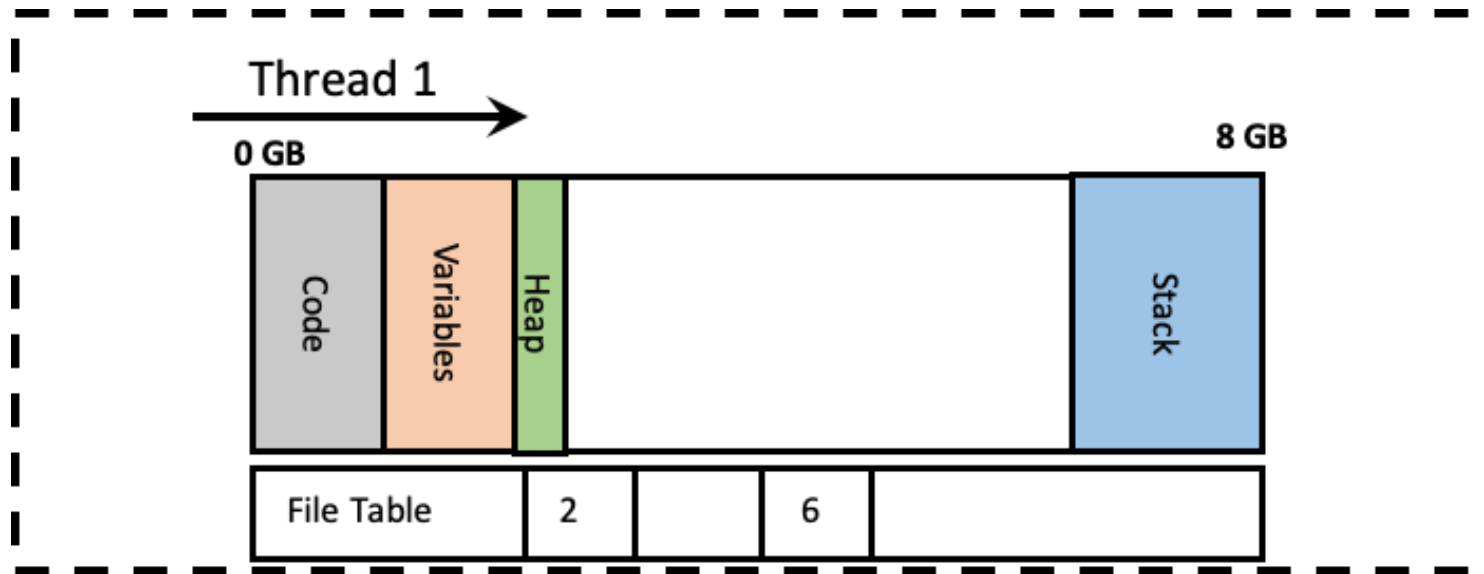 Thread 1
0 GB
8 GB
Code
Variables
Heap
Stack
File Table
2
6